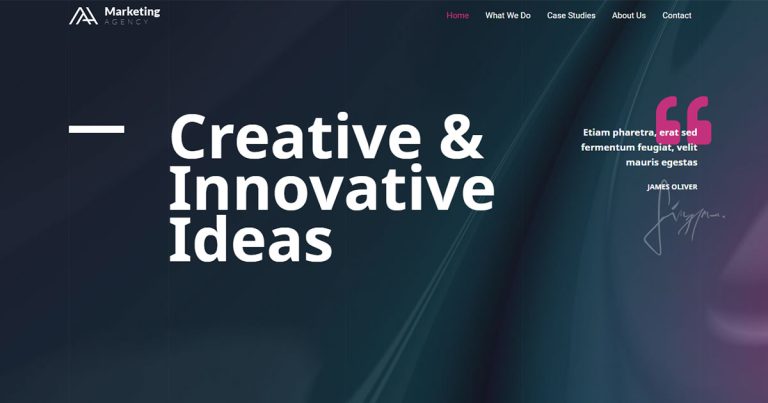 Marketing
AGENCY
Home
What We Do
Case Studies
About Us
Contact
Creative &
Innovative
Ideas
Etiam pharetra, erat sed
fermentum feugiat, velit
mauris egestas
JAMES OLIVER